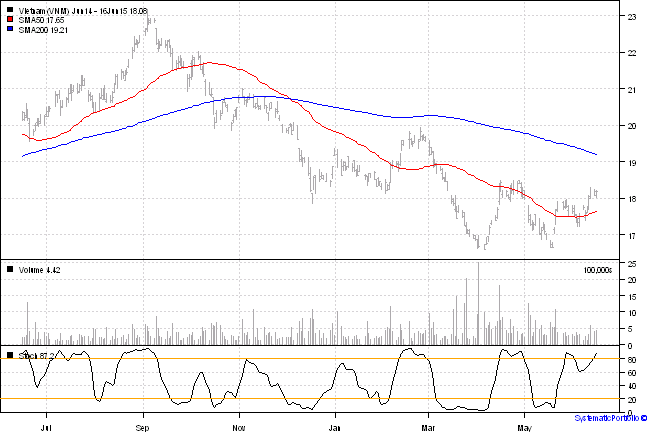 Vietnam (VNM) Jun14 - 16Jun15 18.08
SMA50 17.65
SMA200 19.21
23
22
21
20
19
18
17
Volume 4.42
100,000s
25
20
15
10
5
0
Stoch 87.2
80
60
40
20
0
Jul
Sep
Nov
Jan
Mar
May
SystematicPortfolio ©